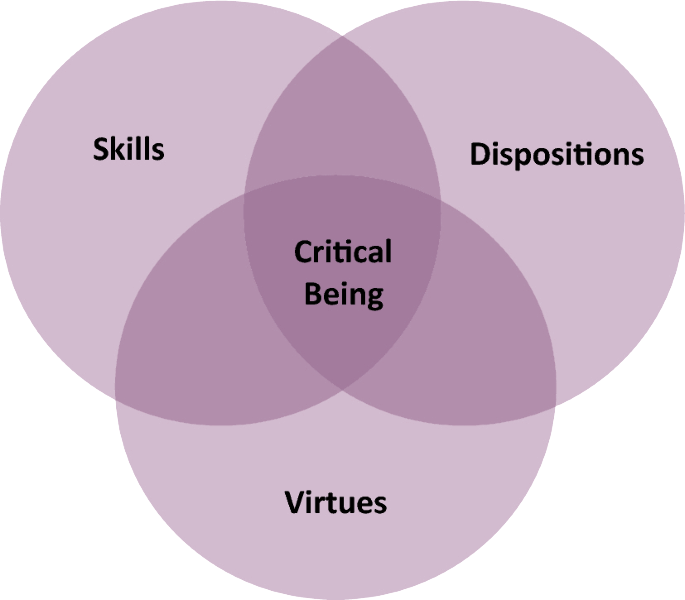 Skills
Dispositions
Critical
Being
Virtues